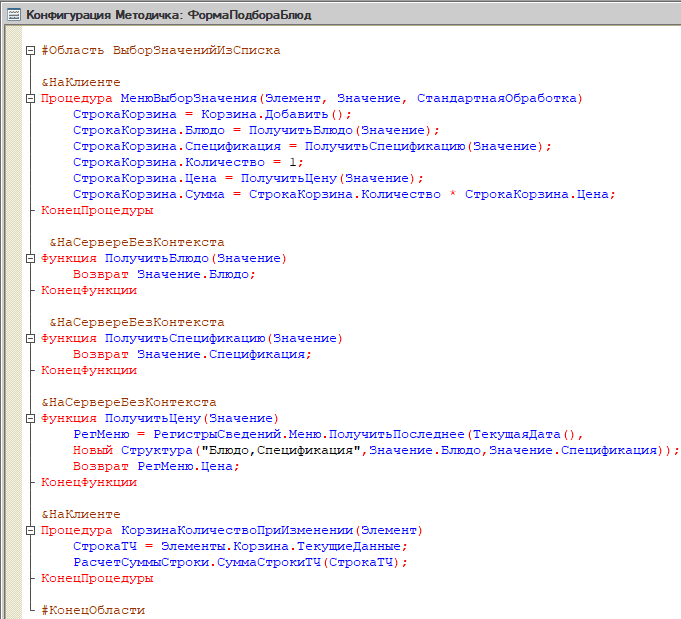 Конфигурация Методичка: ФормаПодбораБлюд
#Область ВыборЗначенийИзСписка
&НаКлиенте
Процедура МенюВыборЗначения(Элемент, Значение, СтандартнаяОбработка)
СтрокаКорзина = Корзина.Добавить();
СтрокаКорзина.Блюдо = ПолучитьБлюдо(Значение);
СтрокаКорзина.Спецификация = ПолучитьСпецификацию(Значение);
СтрокаКорзина.Количество = 1;
СтрокаКорзина.Цена = ПолучитьЦену(Значение);
СтрокаКорзина.Сумма = СтрокаКорзина.Количество * СтрокаКорзина.Цена;
КонецПроцедуры
&НаСервереБезКонтекста
Функция ПолучитьБлюдо(Значение)
Возврат Значение.Блюдо;
КонецФункции
&НаСервереБезКонтекста
Функция ПолучитьСпецификацию(Значение)
Возврат Значение.Спецификация;
КонецФункции
&НаСервереБезКонтекста
Функция ПолучитьЦену(Значение)
РегМеню = РегистрыСведений.Меню.ПолучитьПоследнее(ТекущаяДата(),
Новый Структура("Блюдо,Спецификация",Значение.Блюдо,Значение.Спецификация));
Возврат РегМеню.Цена;
КонецФункции
&НаКлиенте
Процедура КорзинаКоличествоПриИзменении(Элемент)
СтрокаТЧ = Элементы.Корзина.ТекущиеДанные;
РасчетСуммыСтроки.СуммаСтрокиТЧ(СтрокаТЧ);
КонецПроцедуры
#КонецОбласти